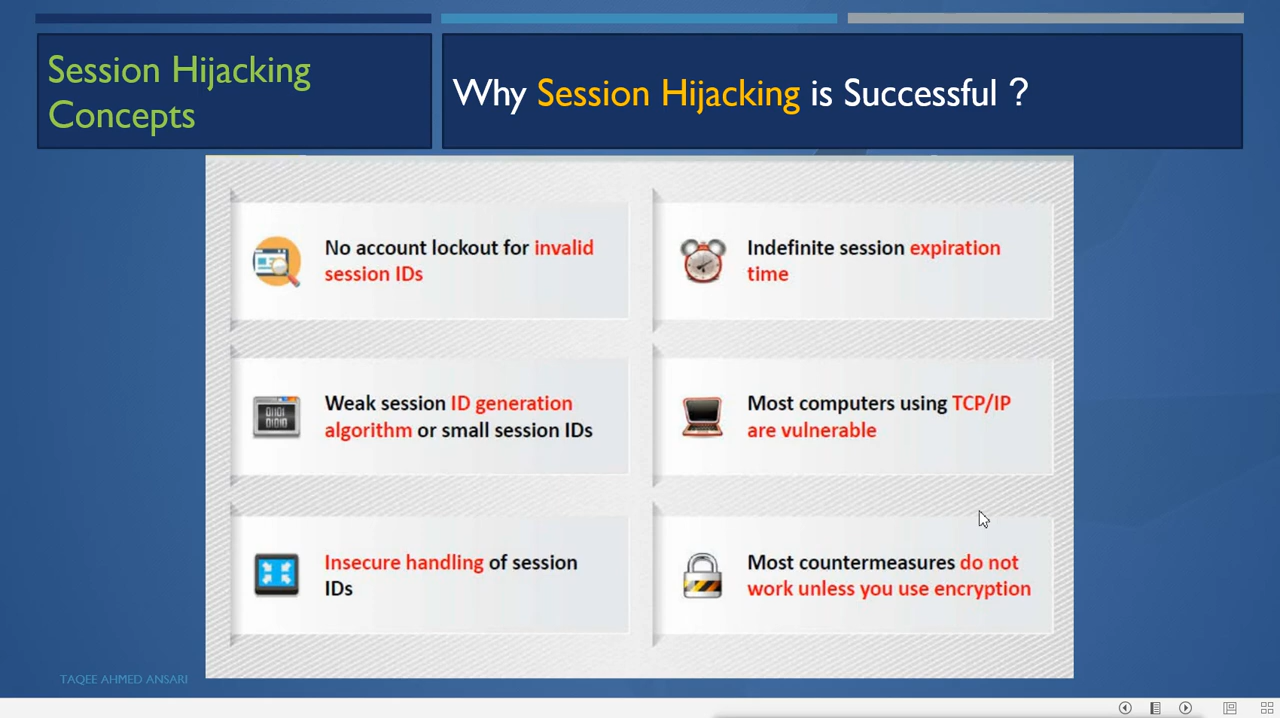 Session Hijacking
Concepts
Why Session Hijacking is Successful ?
No account lockout for invalid
session IDs
Indefinite session expiration
time
Weak session ID generation
algorithm or small session IDs
Most computers using TCP/IP
are vulnerable
Insecure handling of session
IDs
Most countermeasures do not
work unless you use encryption
TAQEE AHMED ANSARI